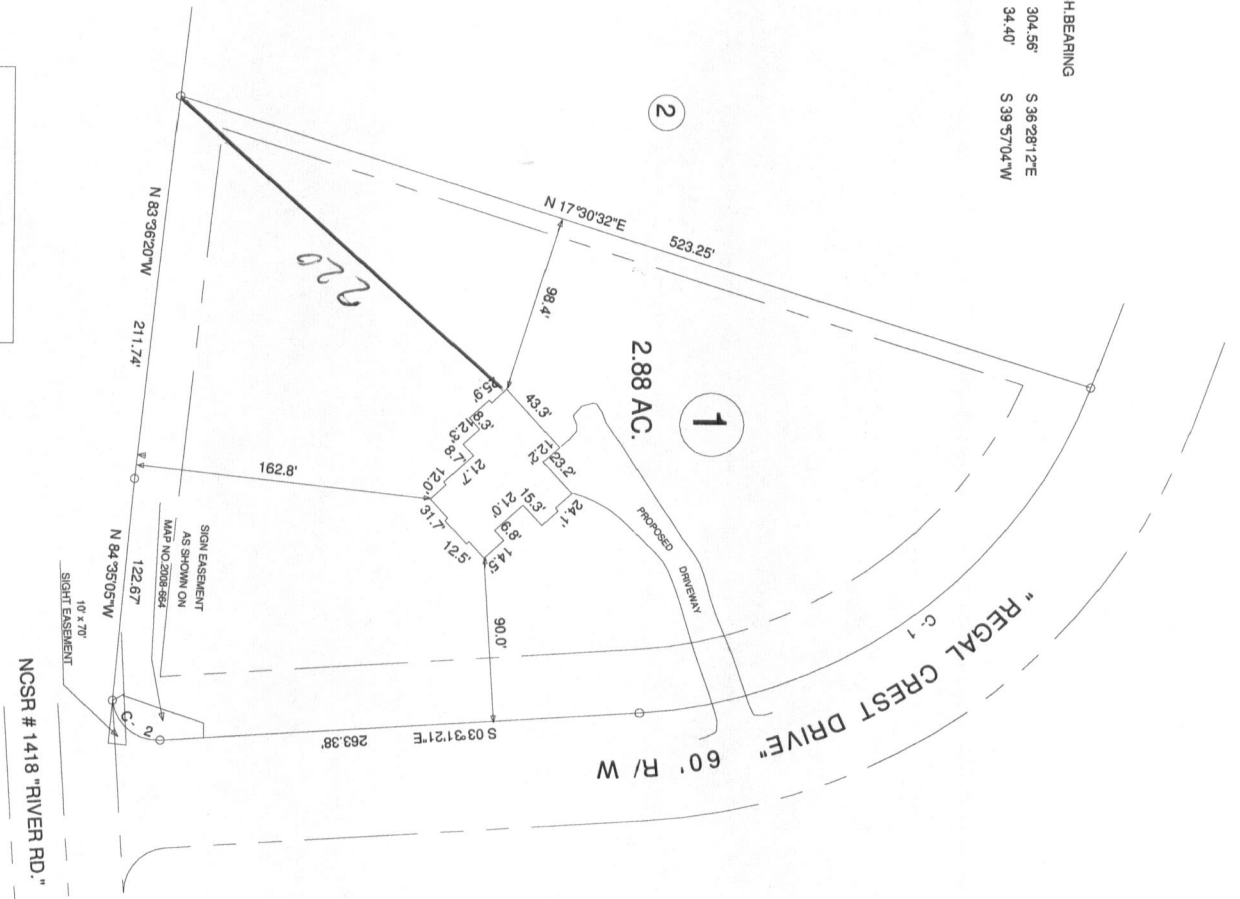 H.BEARING
304.56' S 36°28'12"E
34.40' S 39°57'04"W
2
N 17°30'32"E
523.25'
98.4'
220
N 83°36'20"W
211.74'
1
2.88 AC.
43.3'
12.2'
23.2'
24.1'
15.3'
21.0'
6.8'
14.5'
12.5'
31.7'
12.0'
21.7'
8.7'
12.3'
8.3'
25.9'
162.8'
90.0'
PROPOSED DRIVEWAY
C- 1
" REGAL CREST DRIVE" 60' R/ W
S 03°31'21"E
263.38'
SIGN EASEMENT
AS SHOWN ON
MAP NO.2008-664
N 84°35'05"W
122.67'
C- 2
10' x 70'
SIGHT EASEMENT
NCSR # 1418 "RIVER RD."